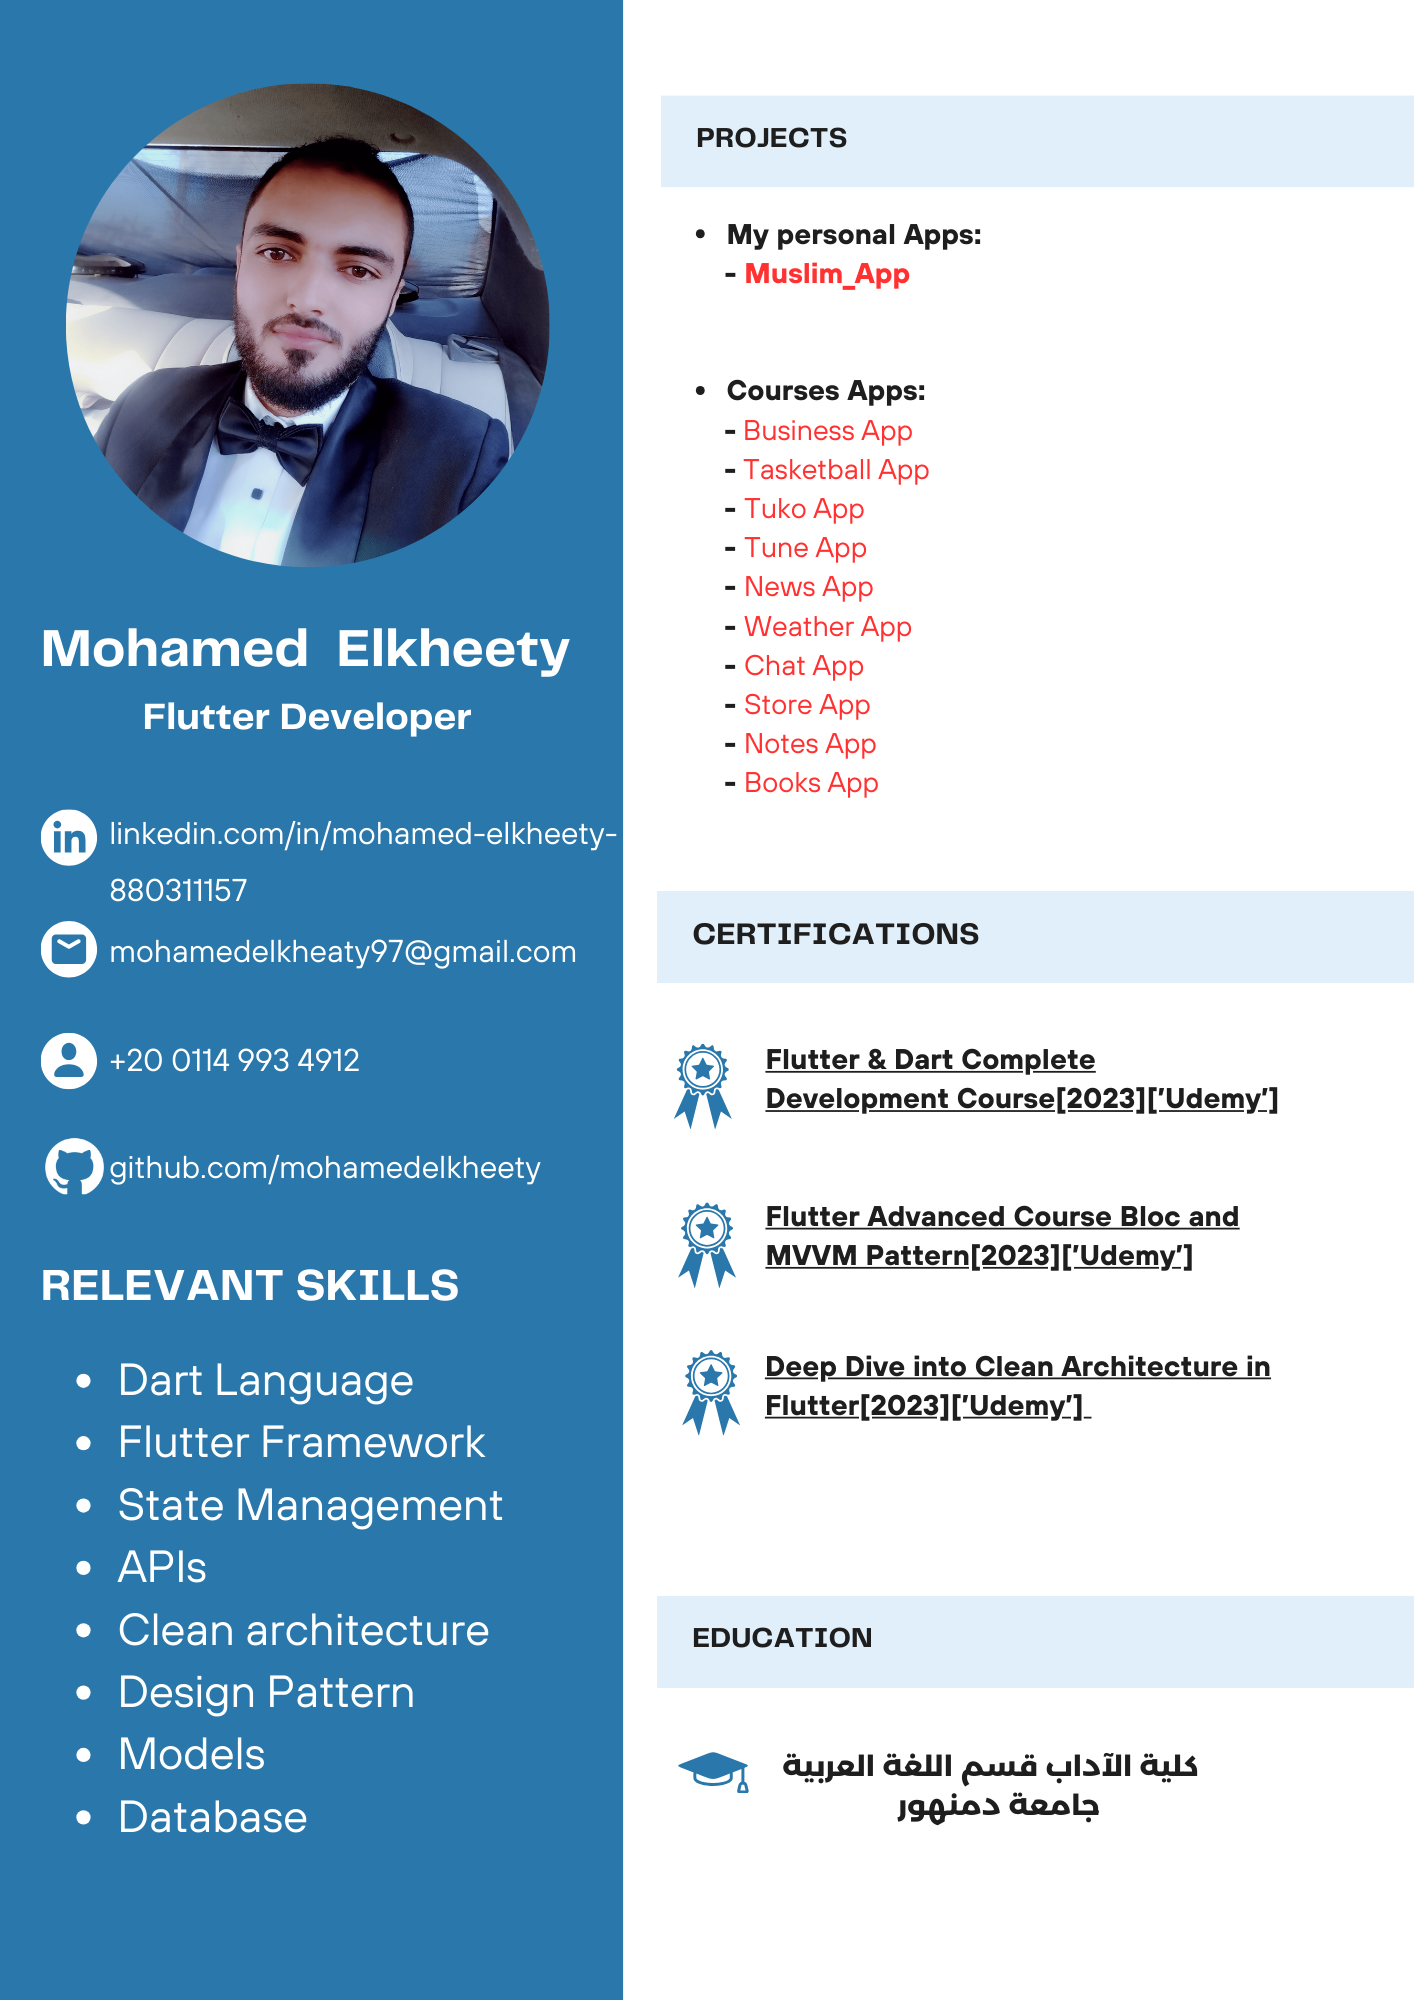 Mohamed Elkheety
Flutter Developer
linkedin.com/in/mohamed-elkheety-
880311157
mohamedelkheaty97@gmail.com
+20 0114 993 4912
github.com/mohamedelkheety
RELEVANT SKILLS
• Dart Language
• Flutter Framework
• State Management
• APIs
• Clean architecture
• Design Pattern
• Models
• Database
PROJECTS
• My personal Apps:
- Muslim_App
• Courses Apps:
- Business App
- Tasketball App
- Tuko App
- Tune App
- News App
- Weather App
- Chat App
- Store App
- Notes App
- Books App
CERTIFICATIONS
Flutter & Dart Complete
Development Course[2023]['Udemy']
Flutter Advanced Course Bloc and
MVVM Pattern[2023]['Udemy']
Deep Dive into Clean Architecture in
Flutter[2023]['Udemy']
EDUCATION
كلية الآداب قسم اللغة العربية
جامعة دمنهور